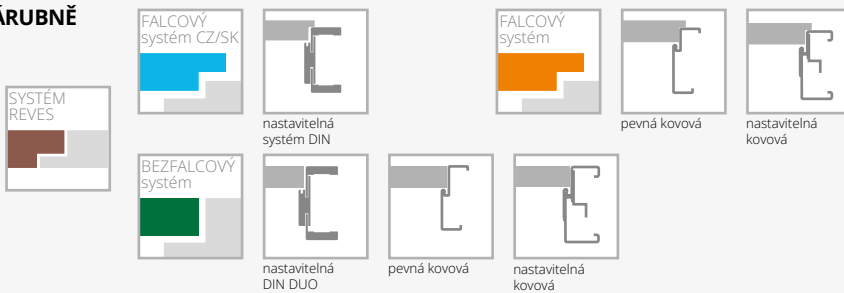 ÁRUBNĚ
FALCOVÝ
systém CZ/SK
nastavitelná
systém DIN
FALCOVÝ
systém
pevná kovová
nastavitelná
kovová
SYSTÉM
REVES
BEZFALCOVÝ
systém
nastavitelná
DIN DUO
pevná kovová
nastavitelná
kovová